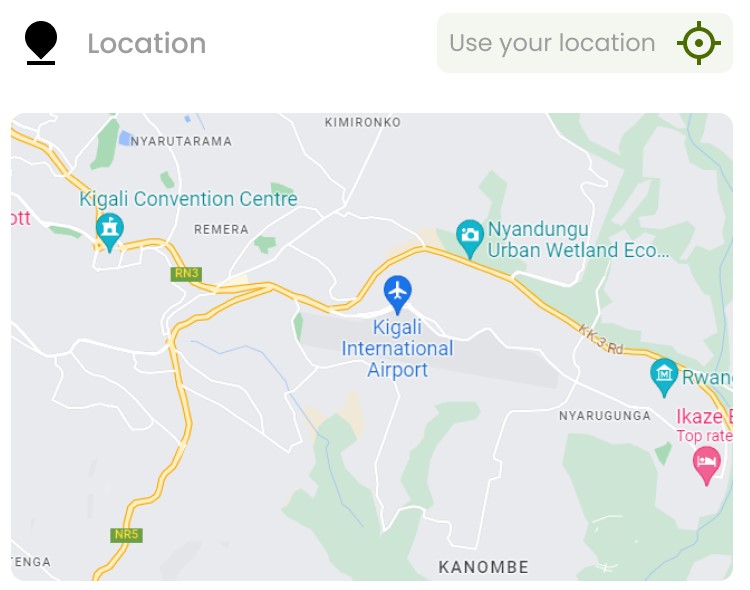 Location
Use your location
KIMIRONKO
NYARUTARAMA
Kigali Convention Centre
ott
REMERA
Nyandungu
Urban Wetland Eco...
RN3
Kigali
International
Airport
KK 3 Rd
Rwan
NYARUGUNGA
Ikaze B
Top rate
NR5
TENGA
KANOMBE